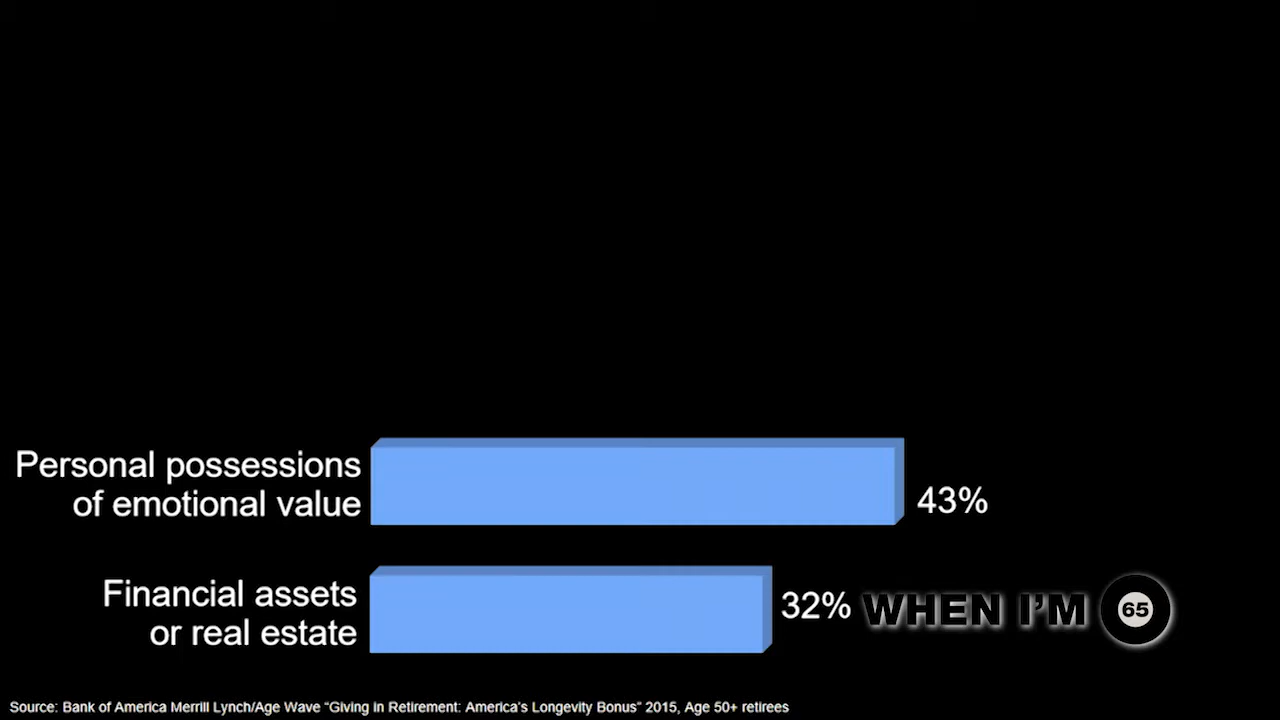 Personal possessions
of emotional value
43%
Financial assets
or real estate
32%
WHEN I'M 65
Source: Bank of America Merrill Lynch/Age Wave “Giving in Retirement: America’s Longevity Bonus” 2015, Age 50+ retirees